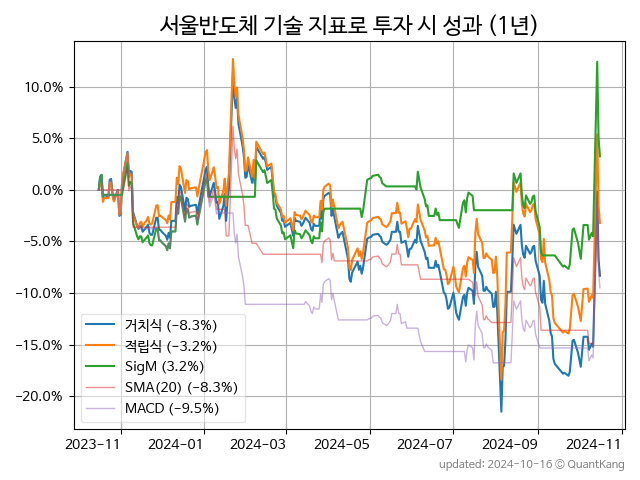 서울반도체 기술 지표로 투자 시 성과 (1년)
10.0%
5.0%
0.0%
−5.0%
−10.0%
−15.0%
−20.0%
거치식 (−8.3%)
적립식 (−3.2%)
SigM (3.2%)
SMA(20) (−8.3%)
MACD (−9.5%)
2023-11 2024-01 2024-03 2024-05 2024-07 2024-09 2024-11
updated: 2024-10-16 © QuantKang